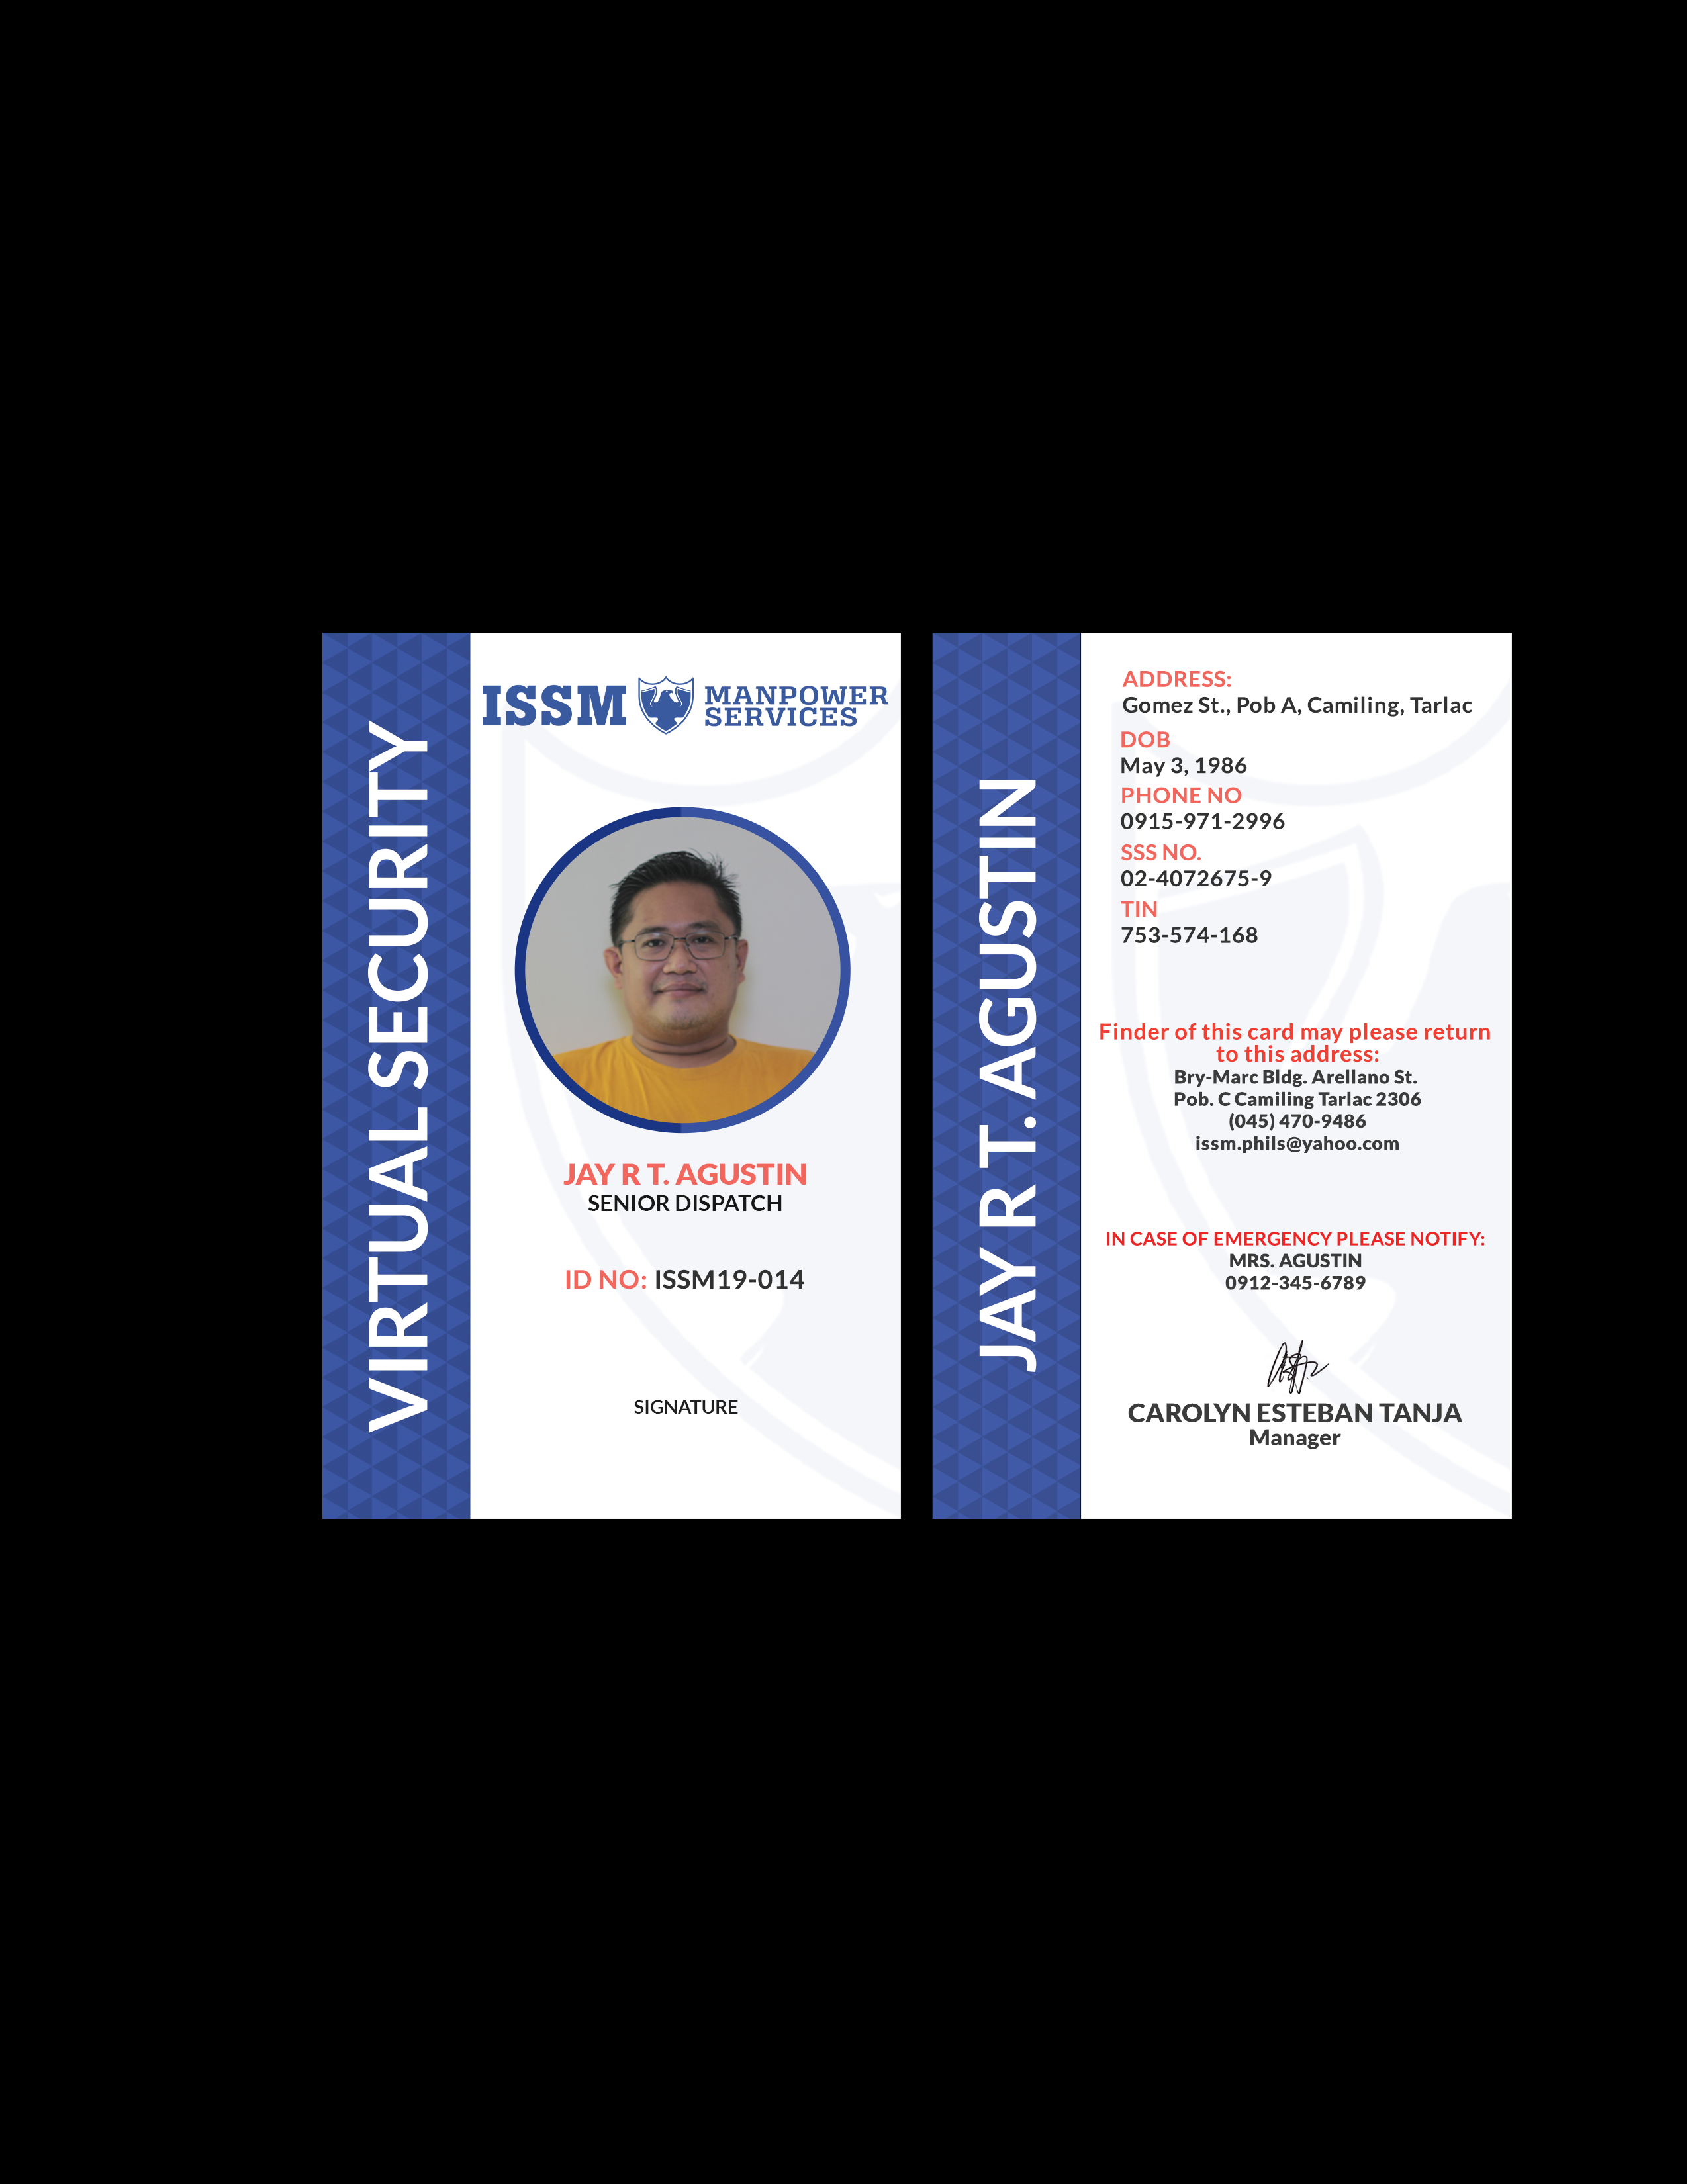 VIRTUAL SECURITY
ISSM MANPOWER SERVICES
JAY R T. AGUSTIN
SENIOR DISPATCH
ID NO: ISSM19-014
SIGNATURE
JAY R T. AGUSTIN
ADDRESS:
Gomez St., Pob A, Camiling, Tarlac
DOB
May 3, 1986
PHONE NO
0915-971-2996
SSS NO.
02-4072675-9
TIN
753-574-168
Finder of this card may please return
to this address:
Bry-Marc Bldg. Arellano St.
Pob. C Camiling Tarlac 2306
(045) 470-9486
issm.phils@yahoo.com
IN CASE OF EMERGENCY PLEASE NOTIFY:
MRS. AGUSTIN
0912-345-6789
CAROLYN ESTEBAN TANJA
Manager